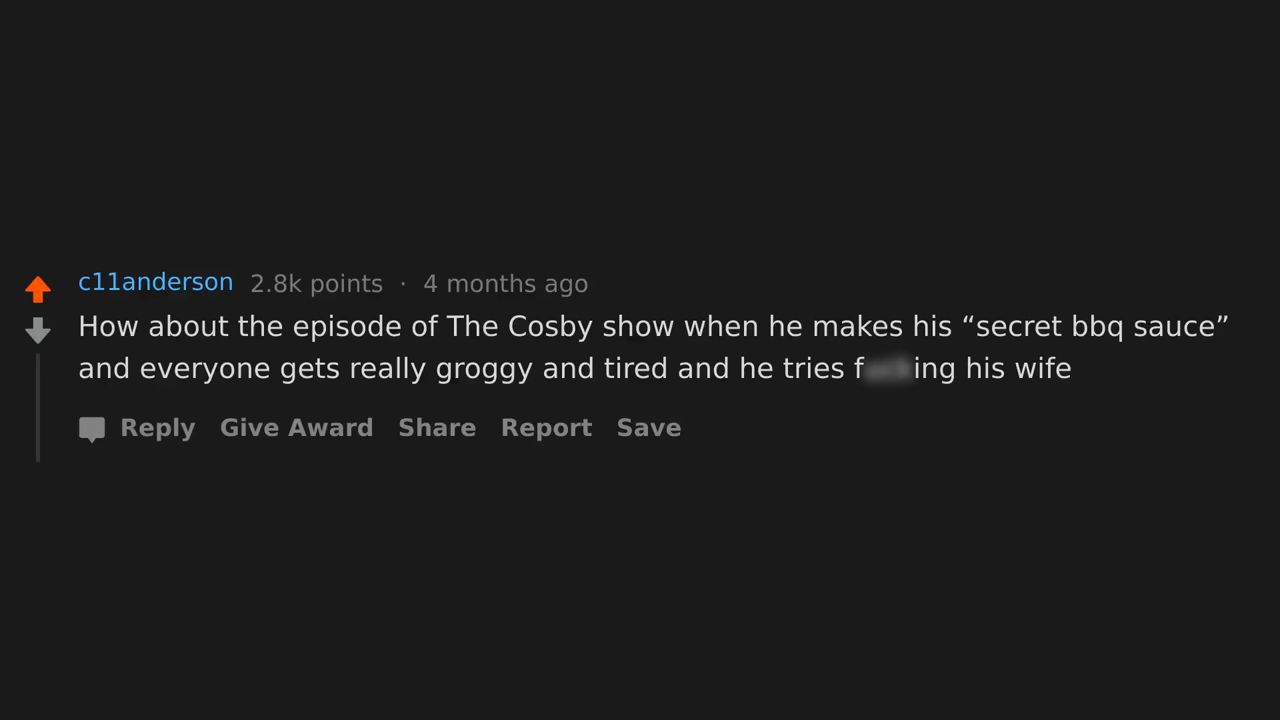 c11anderson 2.8k points · 4 months ago
How about the episode of The Cosby show when he makes his “secret bbq sauce”
and everyone gets really groggy and tired and he tries f ing his wife
Reply Give Award Share Report Save